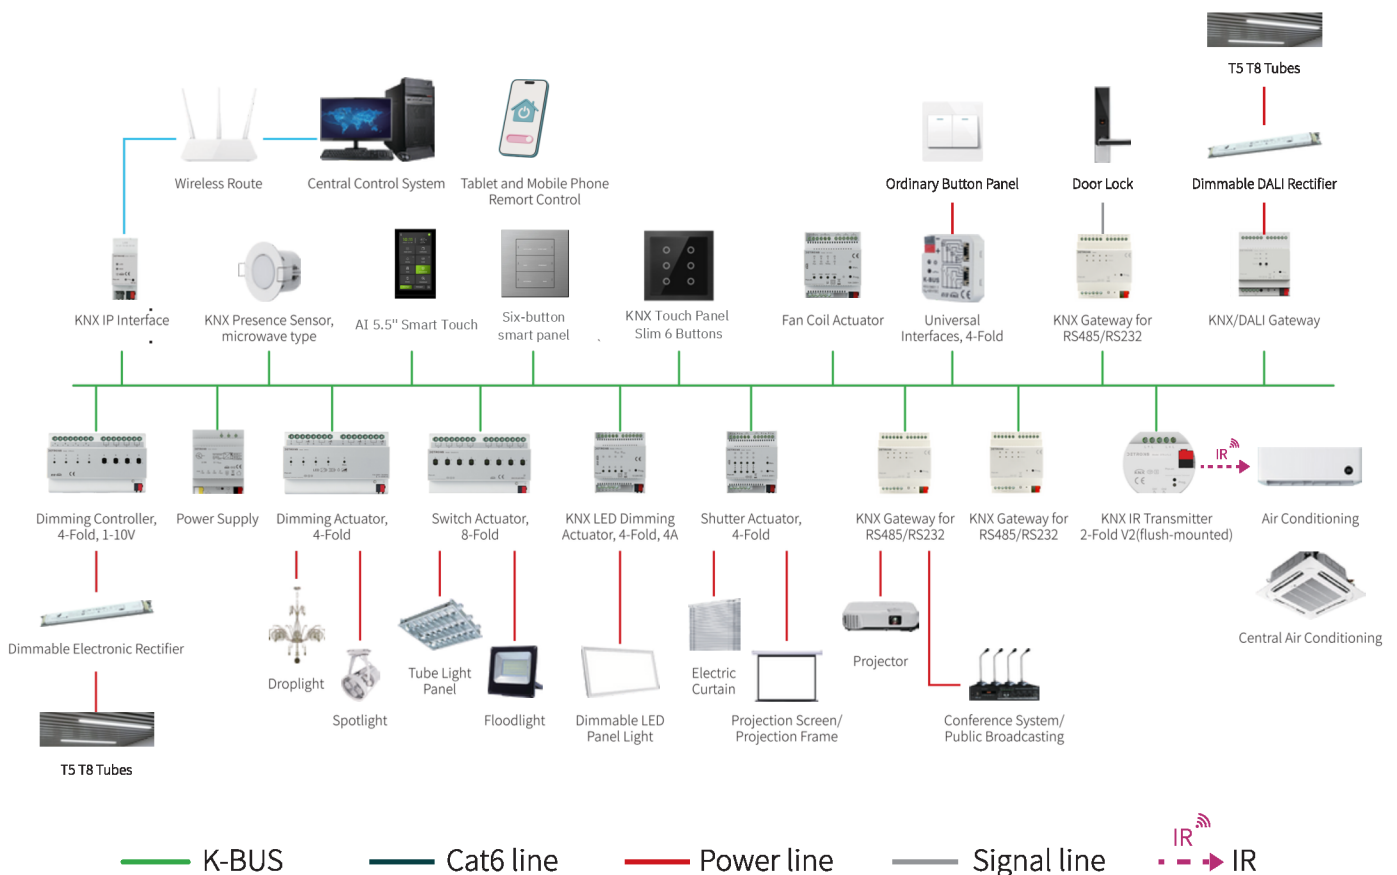 T5 T8 Tubes
Wireless Route
Central Control System
Tablet and Mobile Phone
Remort Control
Ordinary Button Panel
Door Lock
Dimmable DALI Rectifier
K-BUS
KNX IP Interface
KNX Presence Sensor,
microwave type
AI 5.5" Smart Touch
Six-button
smart panel
KNX Touch Panel
Slim 6 Buttons
Fan Coil Actuator
Universal
Interfaces, 4-Fold
KNX Gateway for
RS485/RS232
KNX/DALI Gateway
IR
Dimming Controller,
4-Fold, 1-10V
Power Supply
Dimming Actuator,
4-Fold
Switch Actuator,
8-Fold
KNX LED Dimming
Actuator, 4-Fold, 4A
Shutter Actuator,
4-Fold
KNX Gateway for
RS485/RS232
KNX Gateway for
RS485/RS232
KNX IR Transmitter
2-Fold V2(flush-mounted)
Air Conditioning
Dimmable Electronic Rectifier
Droplight
Spotlight
Tube Light
Panel
Floodlight
Dimmable LED
Panel Light
Electric
Curtain
Projection Screen/
Projection Frame
Projector
Conference System/
Public Broadcasting
Central Air Conditioning
T5 T8 Tubes
K-BUS
Cat6 line
Power line
Signal line
IR
IR